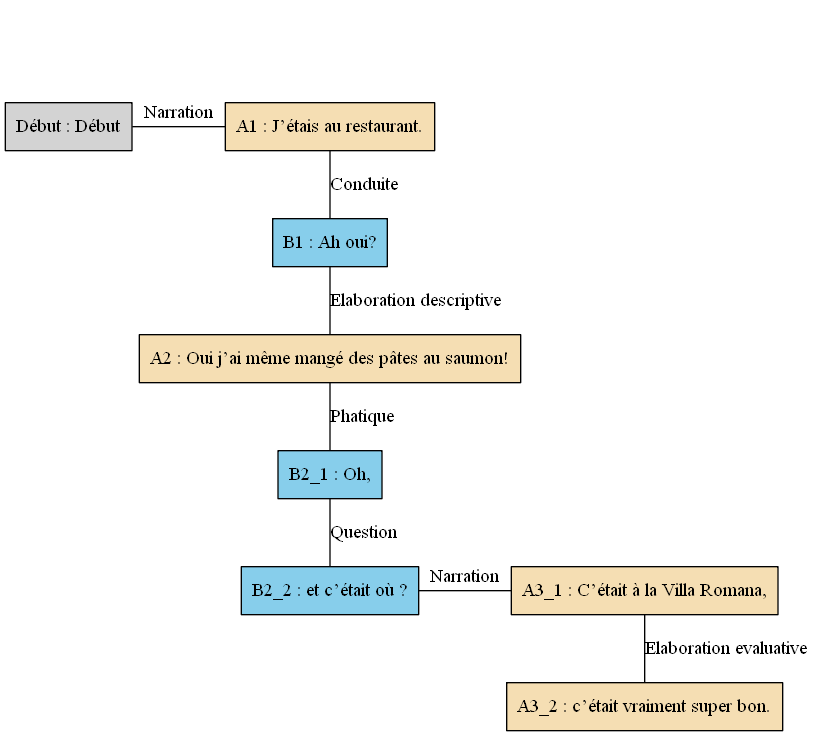 Début : Début
Narration
A1 : J’étais au restaurant.
Conduite
B1 : Ah oui?
Elaboration descriptive
A2 : Oui j’ai même mangé des pâtes au saumon!
Phatique
B2_1 : Oh,
Question
B2_2 : et c’était où ?
Narration
A3_1 : C’était à la Villa Romana,
Elaboration evaluative
A3_2 : c’était vraiment super bon.